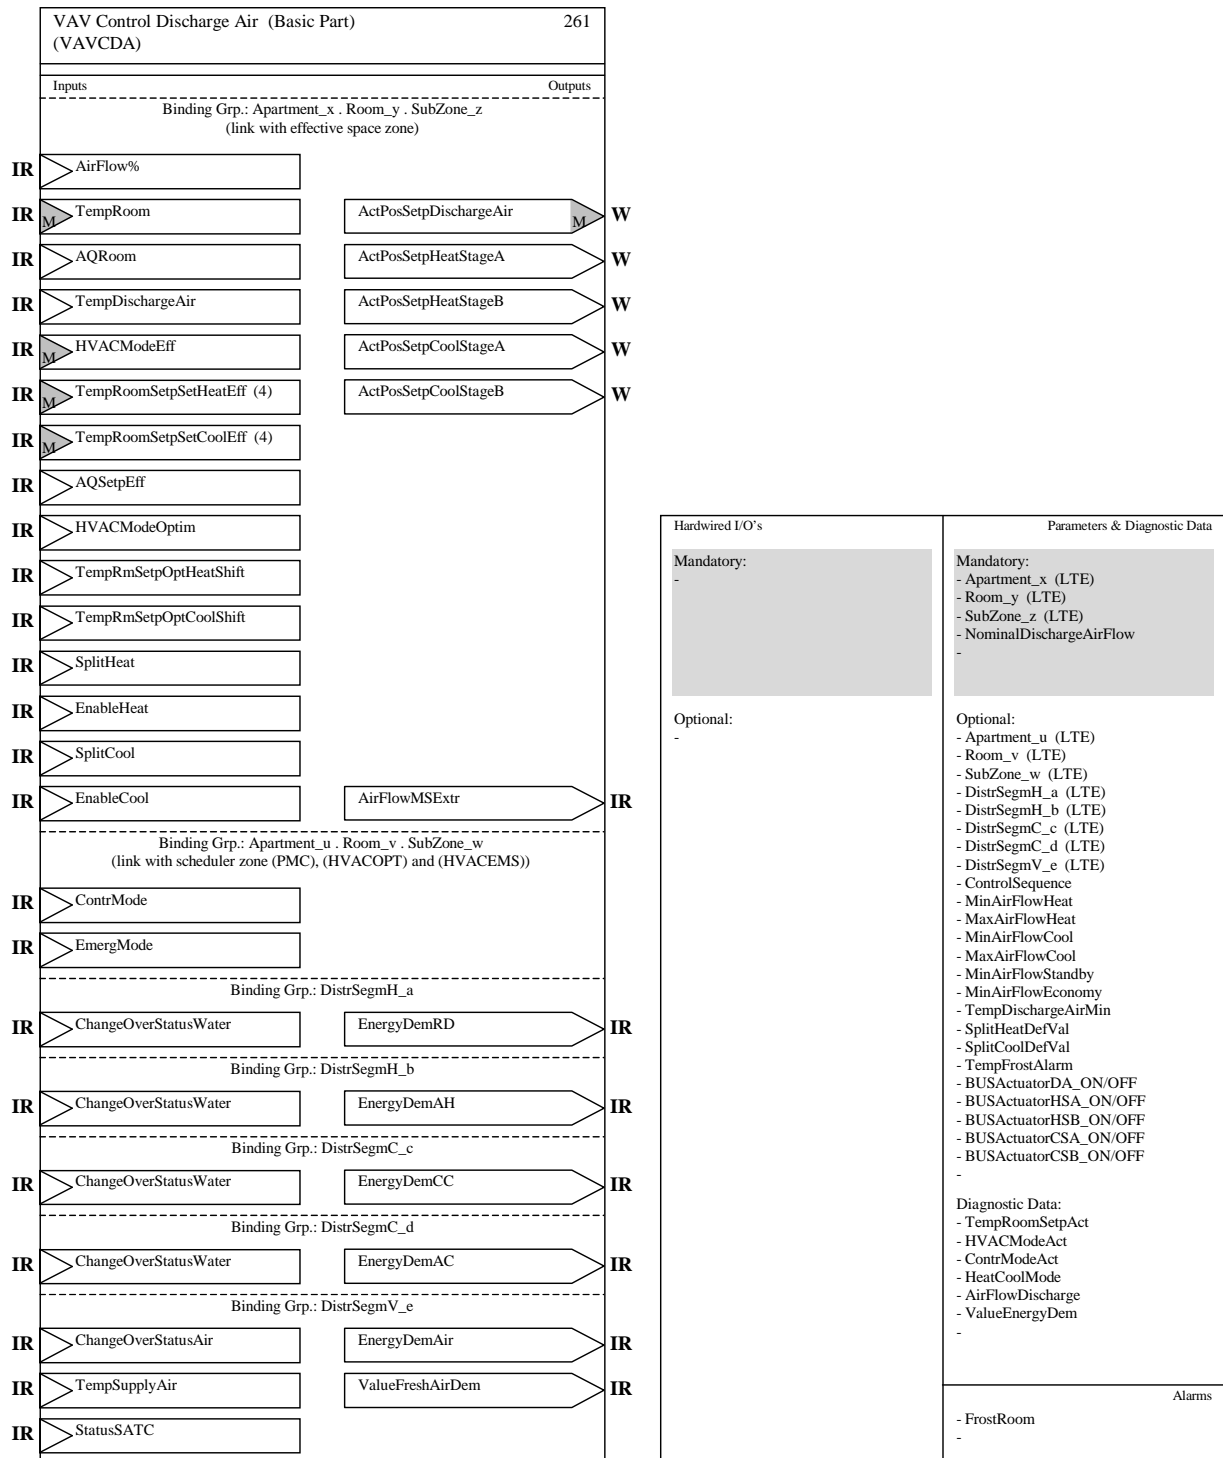 VAV Control Discharge Air (Basic Part) 261
(VAVCDA)
Inputs Outputs
Binding Grp.: Apartment_x . Room_y . SubZone_z
(link with effective space zone)
IR AirFlow%
IR M TempRoom ActPosSetpDischargeAir M W
IR AQRoom ActPosSetpHeatStageA W
IR TempDischargeAir ActPosSetpHeatStageB W
IR M HVACModeEff ActPosSetpCoolStageA W
IR M TempRoomSetpSetHeatEff (4) ActPosSetpCoolStageB W
IR M TempRoomSetpSetCoolEff (4)
IR AQSetpEff
IR HVACModeOptim
IR TempRmSetpOptHeatShift
IR TempRmSetpOptCoolShift
IR SplitHeat
IR EnableHeat
IR SplitCool
IR EnableCool AirFlowMSExtr IR
Binding Grp.: Apartment_u . Room_v . SubZone_w
(link with scheduler zone (PMC), (HVACOPT) and (HVACEMS))
IR ContrMode
IR EmergMode
Binding Grp.: DistrSegmH_a
IR ChangeOverStatusWater EnergyDemRD IR
Binding Grp.: DistrSegmH_b
IR ChangeOverStatusWater EnergyDemAH IR
Binding Grp.: DistrSegmC_c
IR ChangeOverStatusWater EnergyDemCC IR
Binding Grp.: DistrSegmC_d
IR ChangeOverStatusWater EnergyDemAC IR
Binding Grp.: DistrSegmV_e
IR ChangeOverStatusAir EnergyDemAir IR
IR TempSupplyAir ValueFreshAirDem IR
IR StatusSATC
Hardwired I/O's
Mandatory:
-
Optional:
-
Parameters & Diagnostic Data
Mandatory:
- Apartment_x (LTE)
- Room_y (LTE)
- SubZone_z (LTE)
- NominalDischargeAirFlow
-
Optional:
- Apartment_u (LTE)
- Room_v (LTE)
- SubZone_w (LTE)
- DistrSegmH_a (LTE)
- DistrSegmH_b (LTE)
- DistrSegmC_c (LTE)
- DistrSegmC_d (LTE)
- DistrSegmV_e (LTE)
- ControlSequence
- MinAirFlowHeat
- MaxAirFlowHeat
- MinAirFlowCool
- MaxAirFlowCool
- MinAirFlowStandby
- MinAirFlowEconomy
- TempDischargeAirMin
- SplitHeatDefVal
- SplitCoolDefVal
- TempFrostAlarm
- BUSActuatorDA_ON/OFF
- BUSActuatorHSA_ON/OFF
- BUSActuatorHSB_ON/OFF
- BUSActuatorCSA_ON/OFF
- BUSActuatorCSB_ON/OFF
-
Diagnostic Data:
- TempRoomSetpAct
- HVACModeAct
- ContrModeAct
- HeatCoolMode
- AirFlowDischarge
- ValueEnergyDem
-
Alarms
- FrostRoom
-